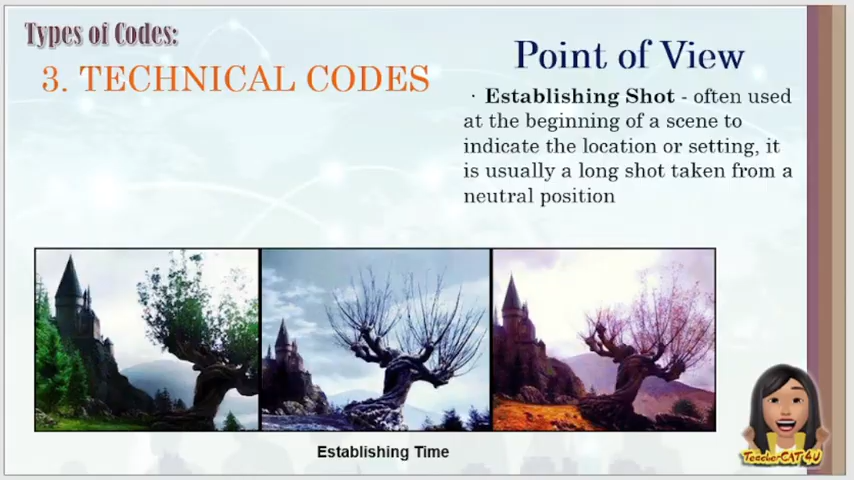 Types of Codes:
3. TECHNICAL CODES
Point of View
· Establishing Shot - often used
at the beginning of a scene to
indicate the location or setting, it
is usually a long shot taken from a
neutral position
Establishing Time
TeacherCAT 4U